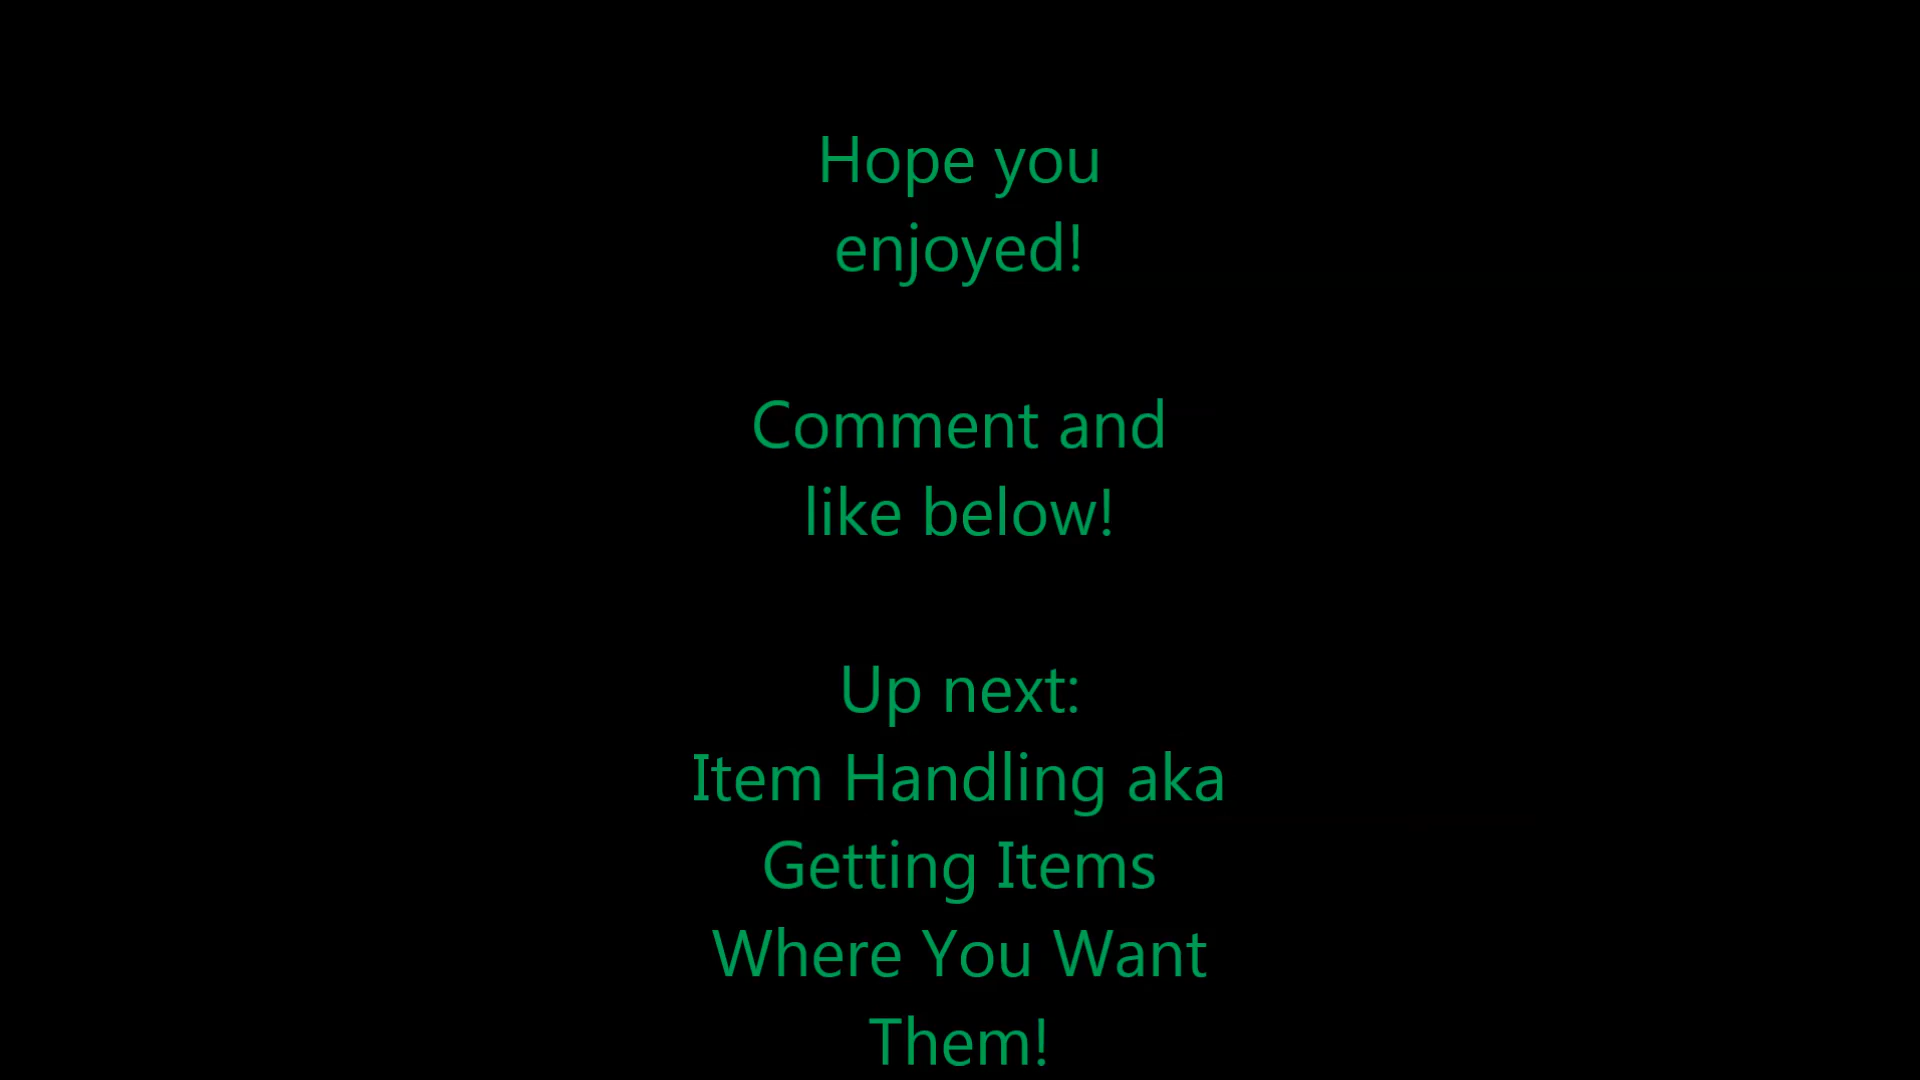 Hope you
enjoyed!
Comment and
like below!
Up next:
Item Handling aka
Getting Items
Where You Want
Them!